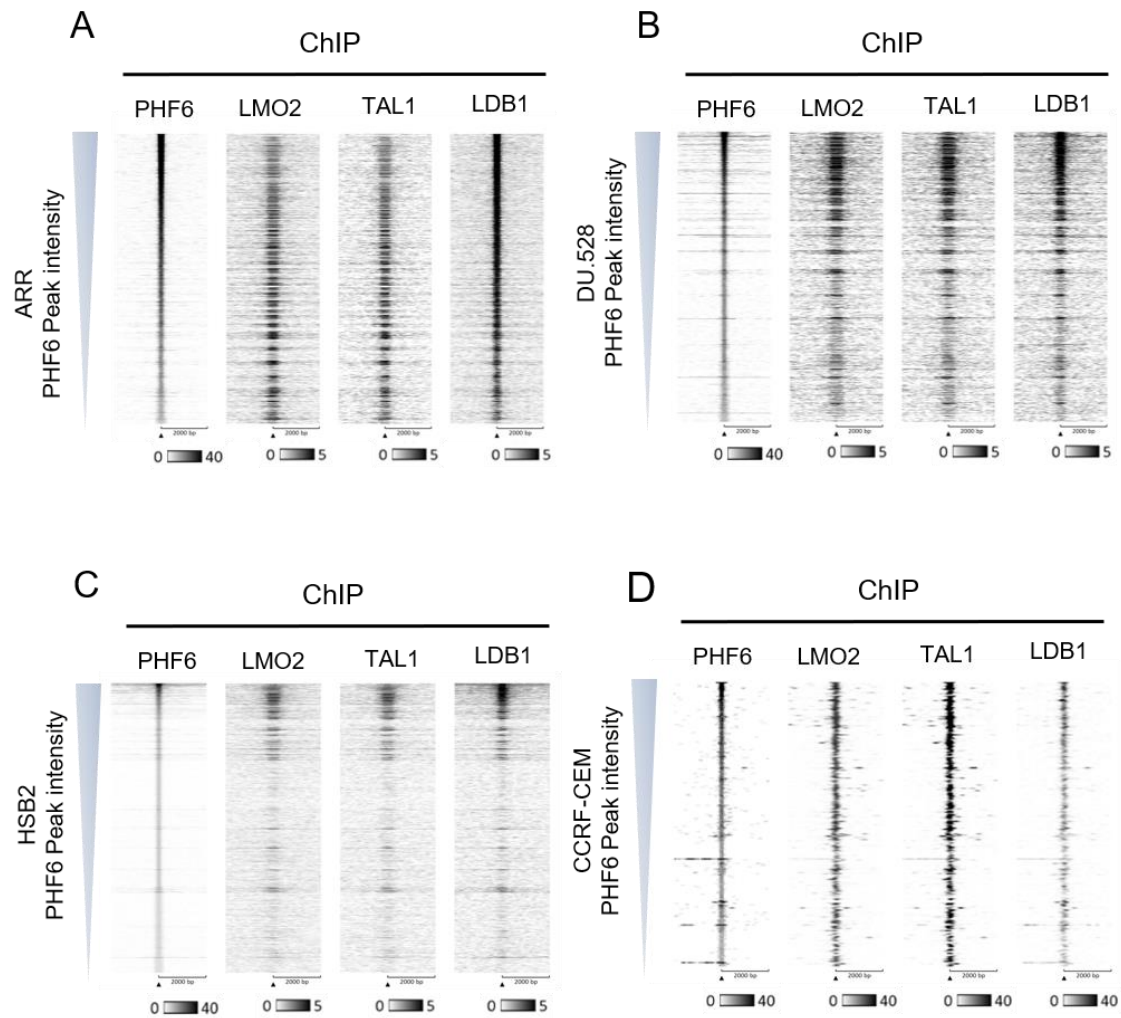 A
ChIP
PHF6 LMO2 TAL1 LDB1
ARR
PHF6 Peak intensity
2000 bp 2000 bp 2000 bp 2000 bp
0 40 0 5 0 5 0 5
B
ChIP
PHF6 LMO2 TAL1 LDB1
DU.528
PHF6 Peak intensity
2000 bp 2000 bp 2000 bp 2000 bp
0 40 0 5 0 5 0 5
C
ChIP
PHF6 LMO2 TAL1 LDB1
HSB2
PHF6 Peak intensity
2000 bp 2000 bp 2000 bp 2000 bp
0 40 0 5 0 5 0 5
D
ChIP
PHF6 LMO2 TAL1 LDB1
CCRF-CEM
PHF6 Peak intensity
2000 bp 2000 bp 2000 bp 2000 bp
0 40 0 40 0 40 0 40